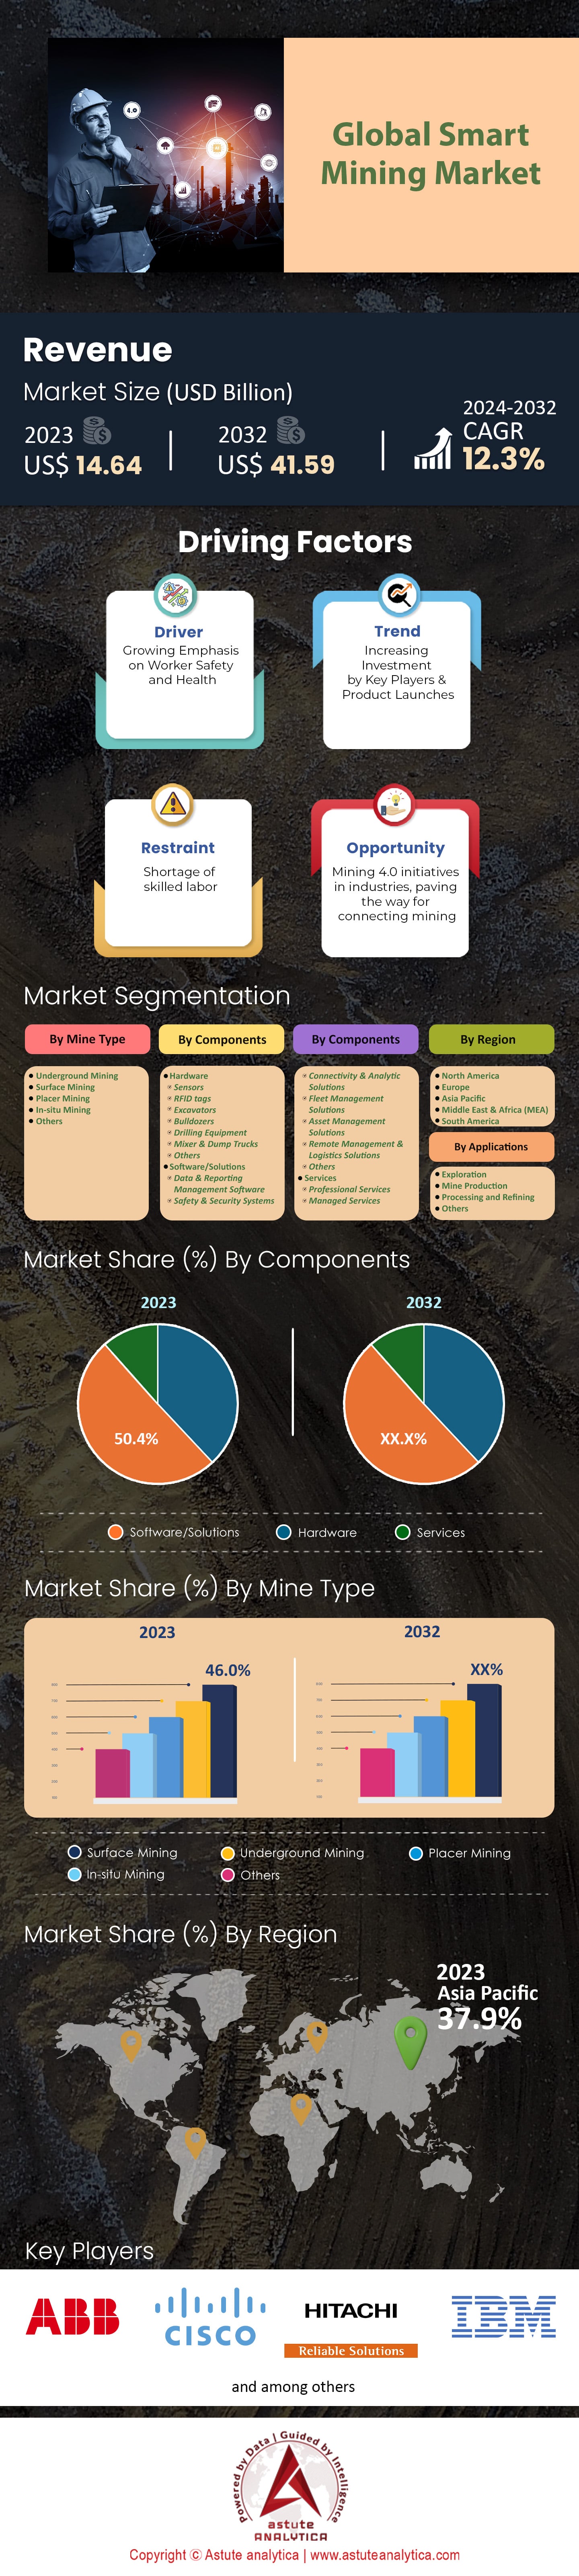 4.0
Global Smart
Mining Market
Revenue
Market Size (USD Billion)
2023
US$ 14.64
2032
US$ 41.59
2024-2032
CAGR
12.3%
Driving Factors
Driver
Growing Emphasis
on Worker Safety
and Health
Trend
Increasing
Investment
by Key Players &
Product Launches
Restraint
Shortage of
skilled labor
Opportunity
Mining 4.0 initiatives
in industries, paving
the way for
connecting mining
Market Segmentation
By Mine Type
Underground Mining
Surface Mining
Placer Mining
In-situ Mining
Others
By Components
Hardware
Sensors
RFID tags
Excavators
Bulldozers
Drilling Equipment
Mixer & Dump Trucks
Others
Software/Solutions
Data & Reporting
Management Software
Safety & Security Systems
By Components
Connectivity & Analytic
Solutions
Fleet Management
Solutions
Asset Management
Solutions
Remote Management &
Logistics Solutions
Others
Services
Professional Services
Managed Services
By Region
North America
Europe
Asia Pacific
Middle East & Africa (MEA)
South America
By Applications
Exploration
Mine Production
Processing and Refining
Others
Market Share (%) By Components
2023
50.4%
2032
XX.X%
Software/Solutions
Hardware
Services
Market Share (%) By Mine Type
2023
46.0%
2032
XX%
Surface Mining
Underground Mining
Placer Mining
In-situ Mining
Others
Market Share (%) By Region
2023
Asia Pacific
37.9%
Key Players
ABB
CISCO
HITACHI
Reliable Solutions
IBM
and among others
Powered by Data | Guided by Intelligence
astute
ANALYTICA
Copyright © Astute analytica | www.astuteanalytica.com